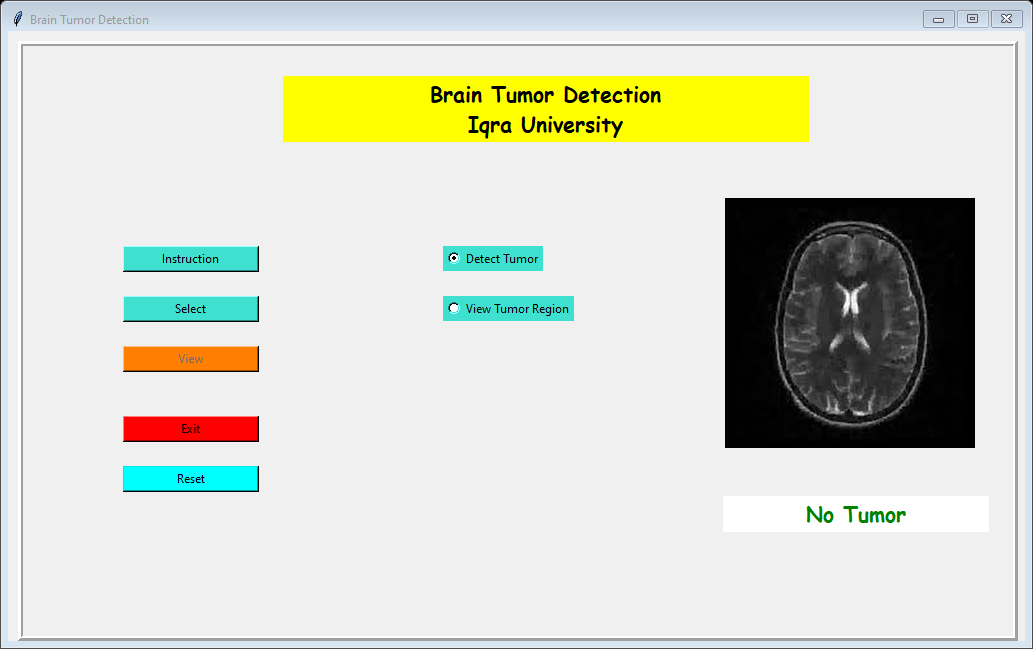 Brain Tumor Detection
Brain Tumor Detection
Iqra University
Instruction
Detect Tumor
Select
View Tumor Region
View
Exit
Reset
No Tumor